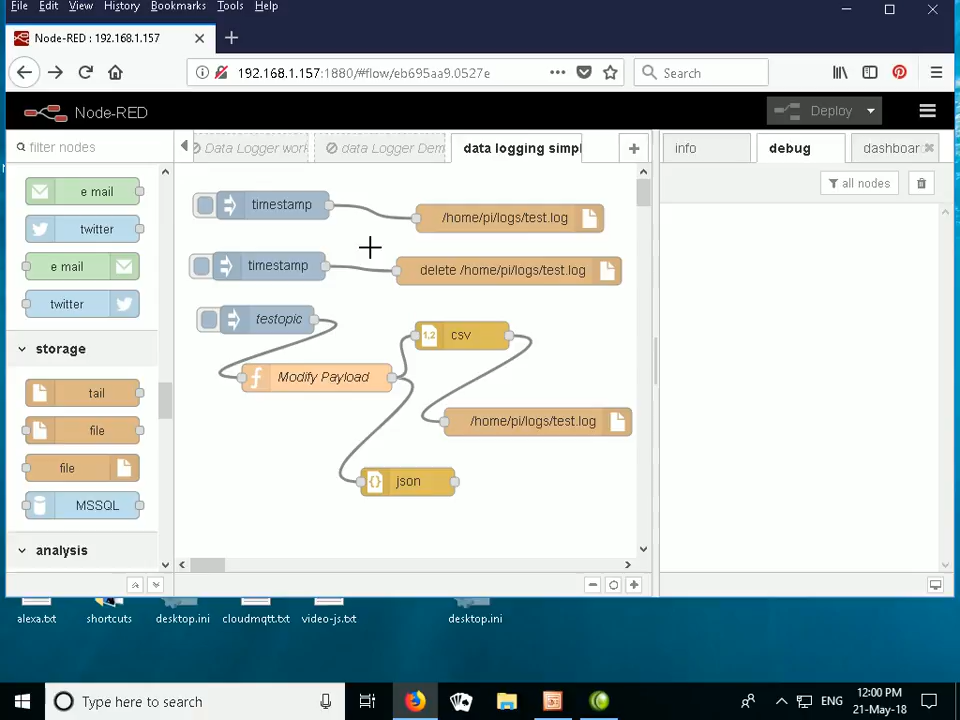 File Edit View History Bookmarks Tools Help
Node-RED : 192.168.1.157
192.168.1.157:1880/#flow/eb695aa9.0527e
Search
Node-RED
Deploy
filter nodes
Data Logger work
data Logger Dem
data logging simpl
info
debug
dashboar
all nodes
e mail
twitter
e mail
twitter
storage
tail
file
file
MSSQL
analysis
timestamp
/home/pi/logs/test.log
timestamp
delete /home/pi/logs/test.log
testopic
1,2
csv
Modify Payload
/home/pi/logs/test.log
json
alexa.txt
shortcuts
desktop.ini
cloudmqtt.txt
video-js.txt
desktop.ini
Type here to search
ENG
12:00 PM
21-May-18